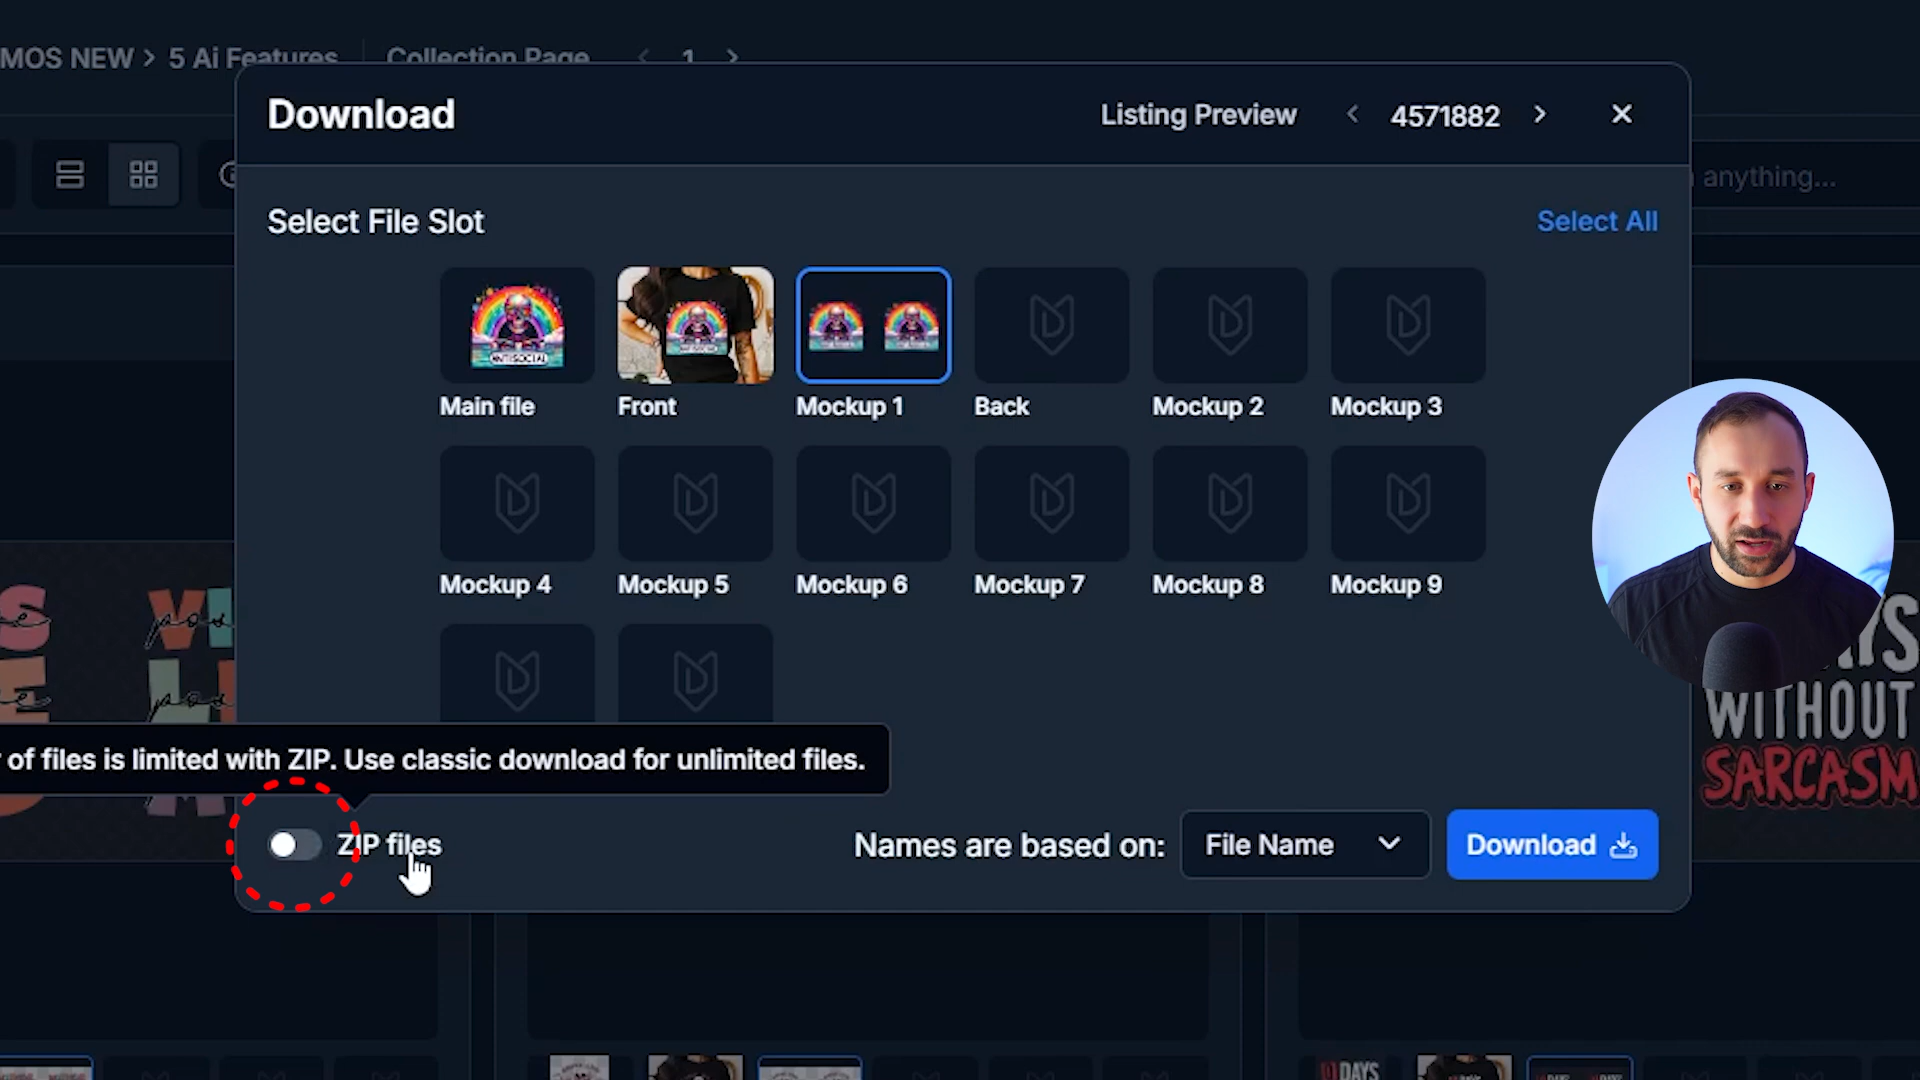 MOS NEW > 5 Ai Features
Collection Page < 1 >
Download
Listing Preview < 4571882 >
anything...
Select File Slot
Select All
ANTISOCIAL
Main file
Front
Mockup 1
Back
Mockup 2
Mockup 3
Mockup 4
Mockup 5
Mockup 6
Mockup 7
Mockup 8
Mockup 9
of files is limited with ZIP. Use classic download for unlimited files.
WITHOUT
SARCASM
ZIP files
Names are based on:
File Name
Download
DAYS